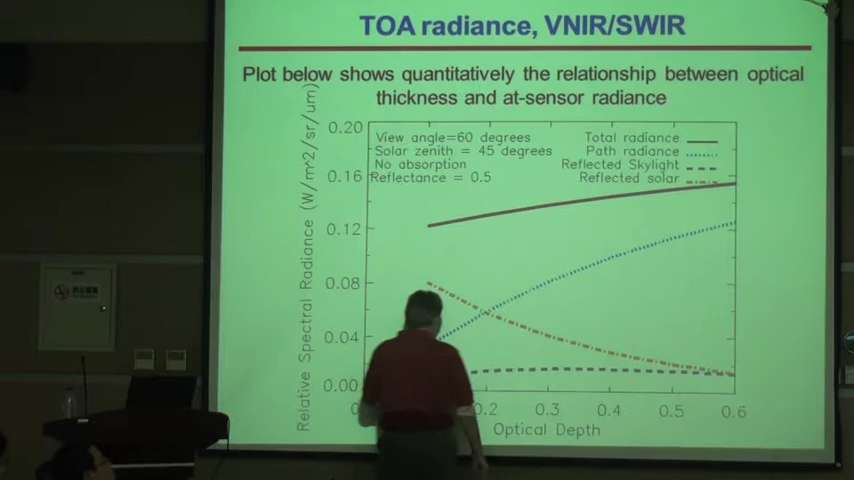 TOA radiance, VNIR/SWIR
Plot below shows quantitatively the relationship between optical
thickness and at-sensor radiance
Relative Spectral Radiance (W/m^2/sr/um)
0.20
0.16
0.12
0.08
0.04
0.00
View angle=60 degrees
Solar zenith = 45 degrees
No absorption
Reflectance = 0.5
Total radiance
Path radiance
Reflected Skylight
Reflected solar
0.2
0.3
0.4
0.5
0.6
Optical Depth